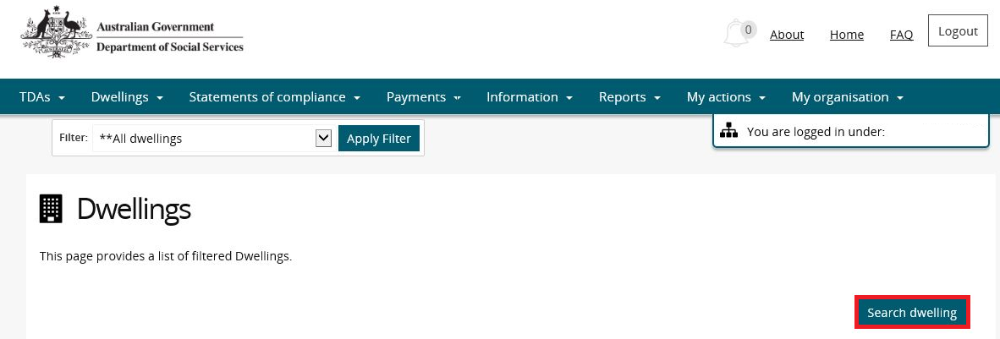 Australian Government
Department of Social Services
0
About Home FAQ Logout
TDAs Dwellings Statements of compliance Payments Information Reports My actions My organisation
Filter: **All dwellings Apply Filter
You are logged in under:
Dwellings
This page provides a list of filtered Dwellings.
Search dwelling